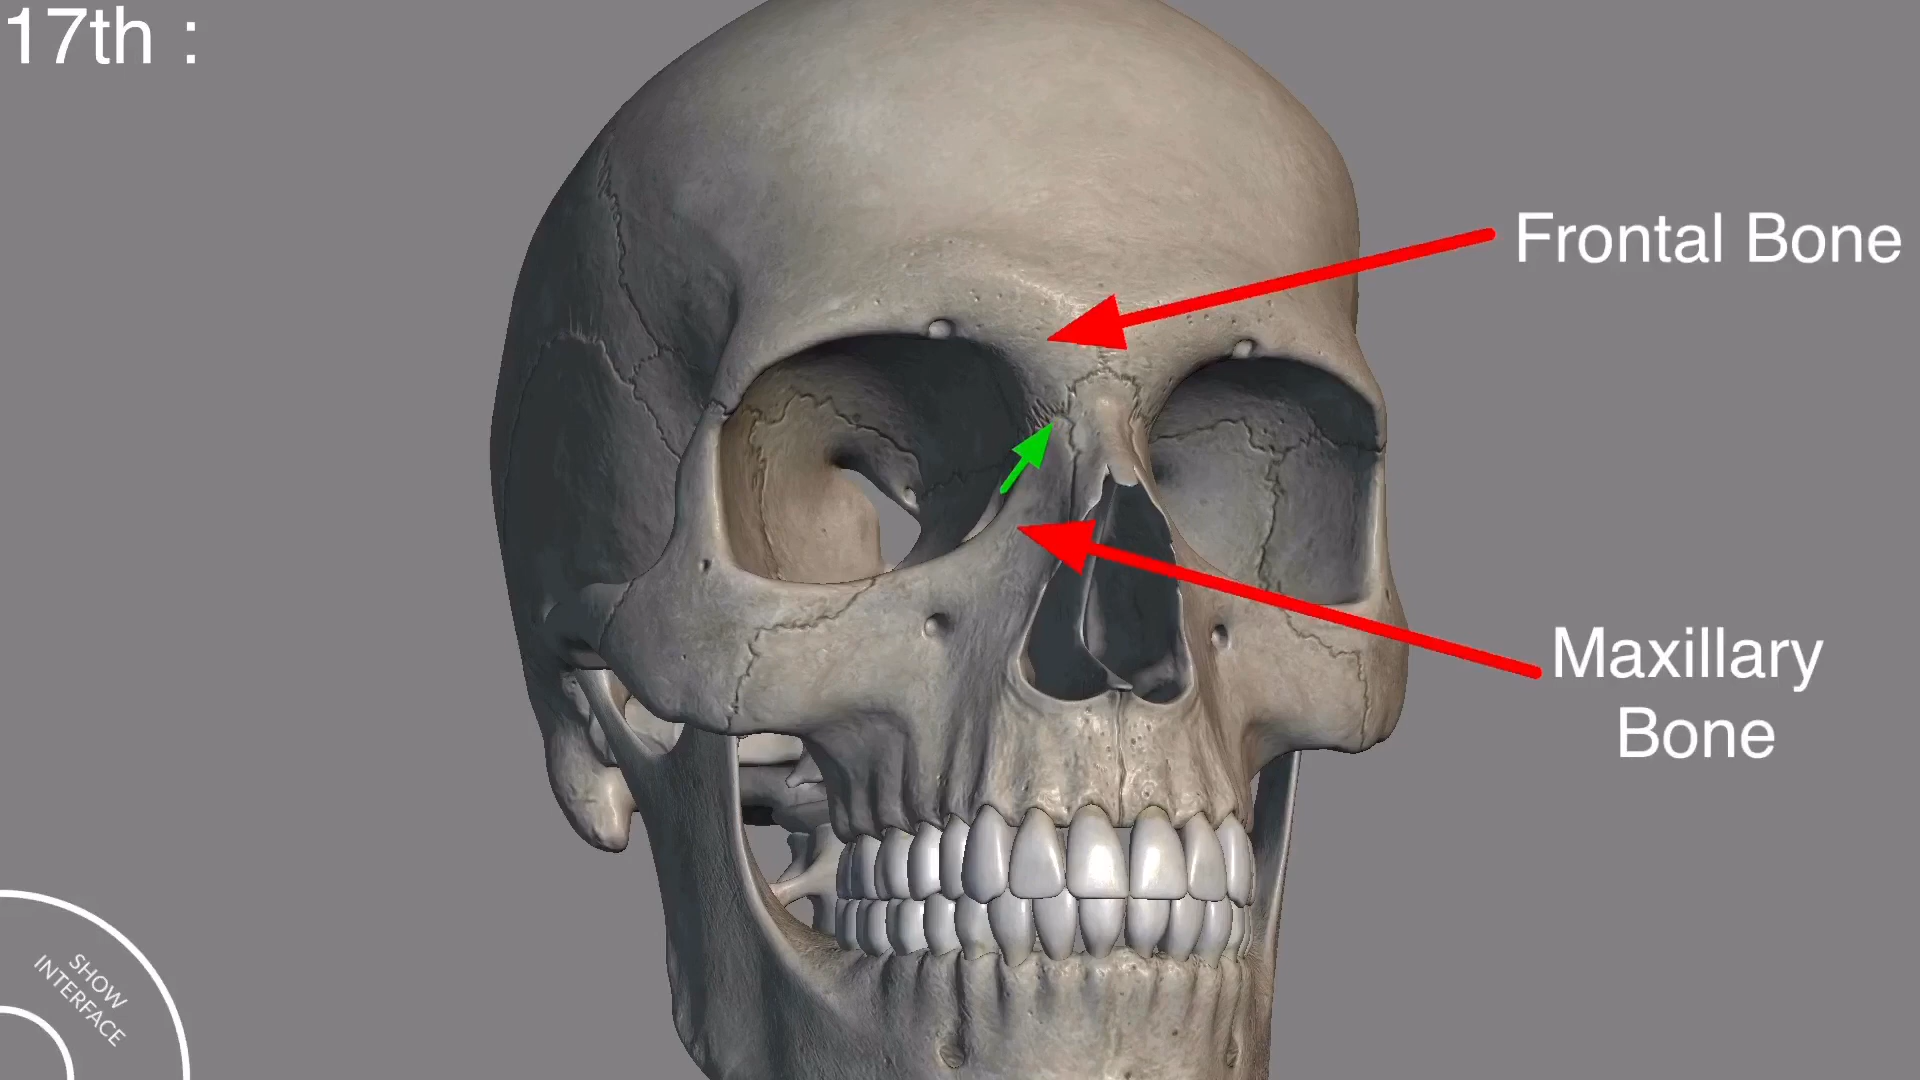 17th :
Frontal Bone
Maxillary
Bone
SHOW
INTERFACE